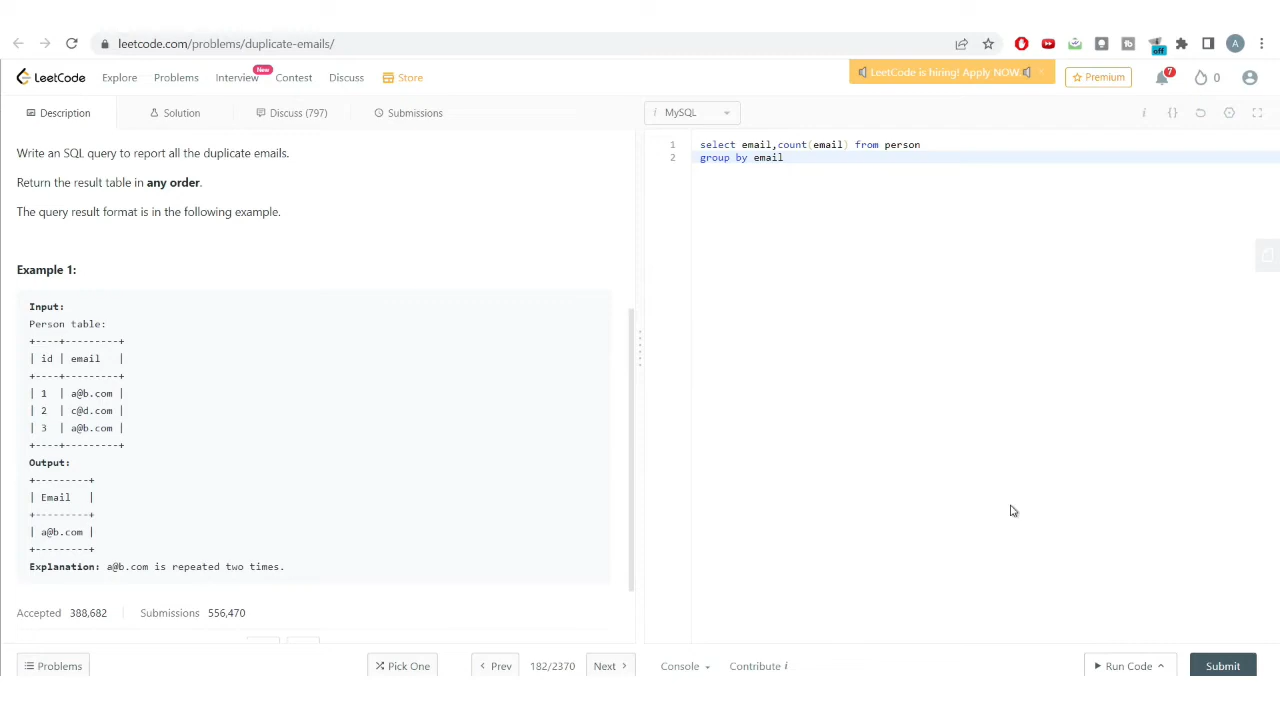 leetcode.com/problems/duplicate-emails/
off
A
LeetCode
Explore
Problems
Interview
New
Contest
Discuss
Store
LeetCode is hiring! Apply NOW.
Premium
7
0
Description
Solution
Discuss (797)
Submissions
i
MySQL
i
{}
Write an SQL query to report all the duplicate emails.
Return the result table in any order.
The query result format is in the following example.
Example 1:
Input:
Person table:
+----+---------+
| id | email   |
+----+---------+
| 1  | a@b.com |
| 2  | c@d.com |
| 3  | a@b.com |
+----+---------+
Output:
+---------+
| Email   |
+---------+
| a@b.com |
+---------+
Explanation: a@b.com is repeated two times.
Accepted 388,682
Submissions 556,470
1 select email,count(email) from person
2 group by email
Problems
Pick One
Prev
182/2370
Next
Console
Contribute i
Run Code
Submit